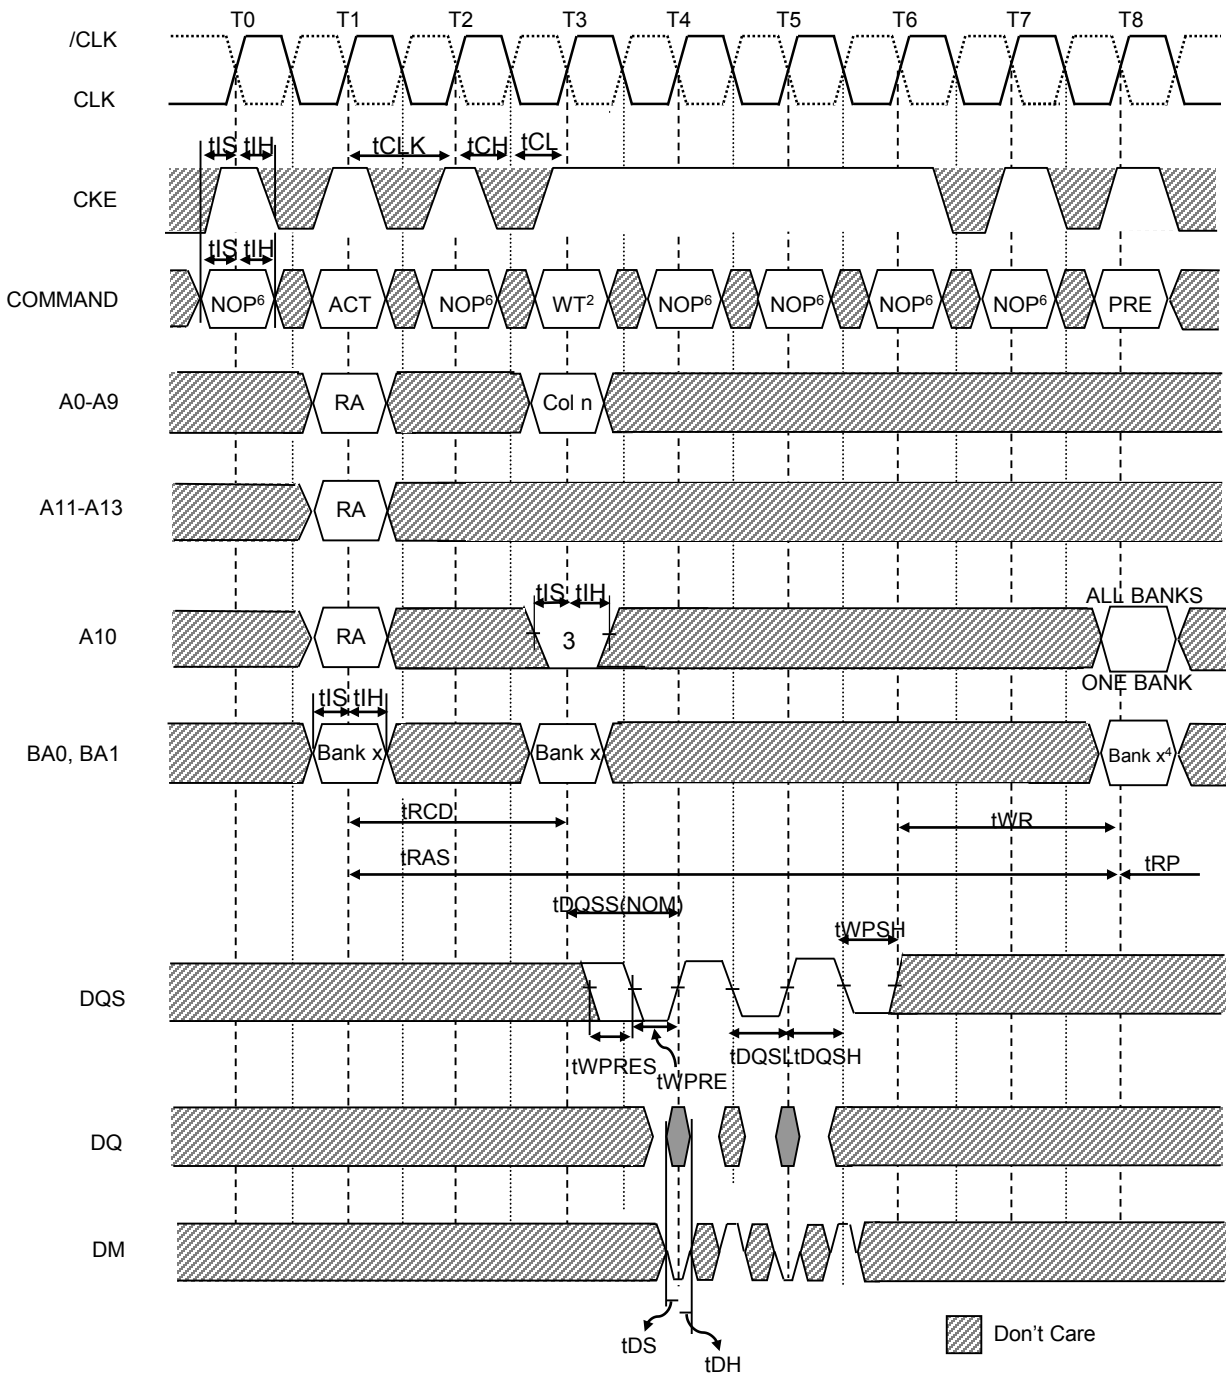 T0 T1 T2 T3 T4 T5 T6 T7 T8
/CLK
CLK
tIS tIH tCLK tCH tCL
CKE
tIS tIH
COMMAND NOP6 ACT NOP6 WT2 NOP6 NOP6 NOP6 NOP6 PRE
A0-A9 RA Col n
A11-A13 RA
tIS tIH ALL BANKS
A10 RA 3
ONE BANK
tIS tIH
BA0, BA1 Bank x Bank x Bank x4
tRCD tWR
tRAS tRP
tDQSS(NOM)
tWPSH
DQS
tWPRES tWPRE tDQSL tDQSH
DQ
DM
tDS tDH
Don't Care